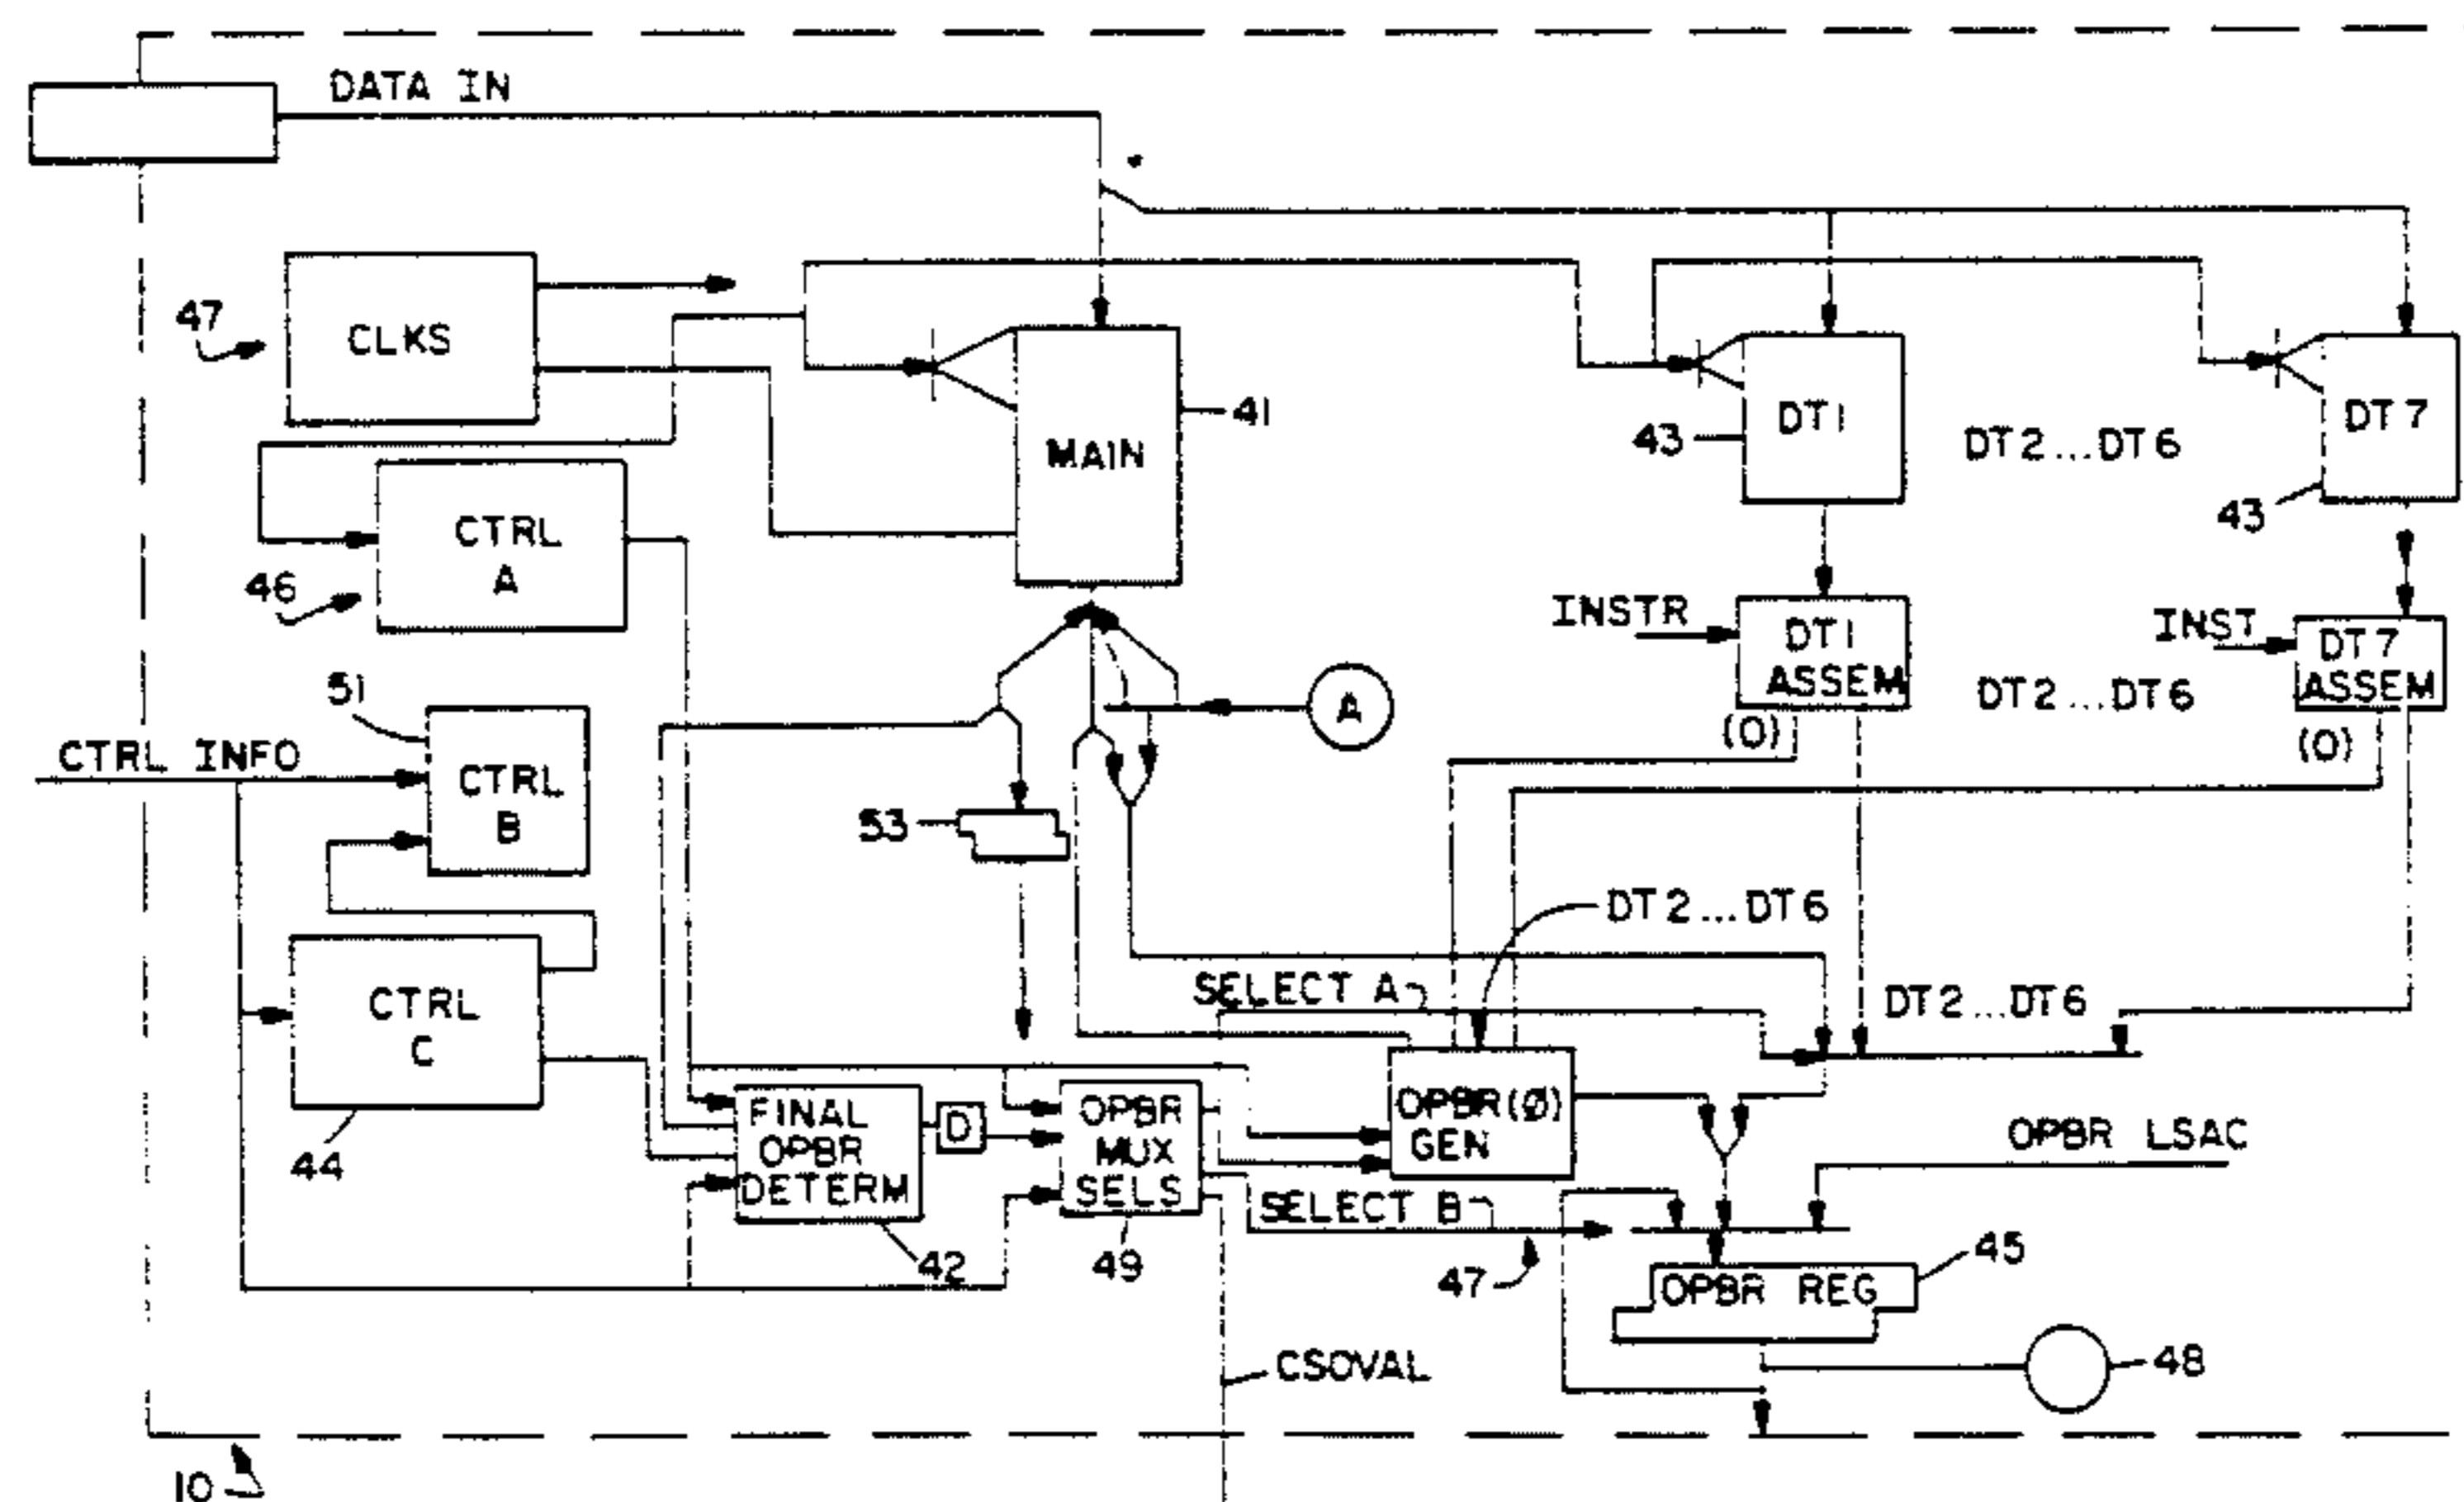 DATA IN
47
CLKS
41
MAIN
43
DT1
DT2...DT6
DT7
43
CTRL
A
46
INSTR
DT1
ASSEM
DT2...DT6
INST
DT7
ASSEM
51
A
(O)
(O)
CTRL INFO
CTRL
B
53
DT2...DT6
SELECT A
DT2...DT6
CTRL
C
44
FINAL
OPBR
DETERM
D
42
OPBR
MUX
SELS
49
OPBR(Ø)
GEN
OPBR LSAC
SELECT B
47
45
OPBR REG
CSOVAL
48
10